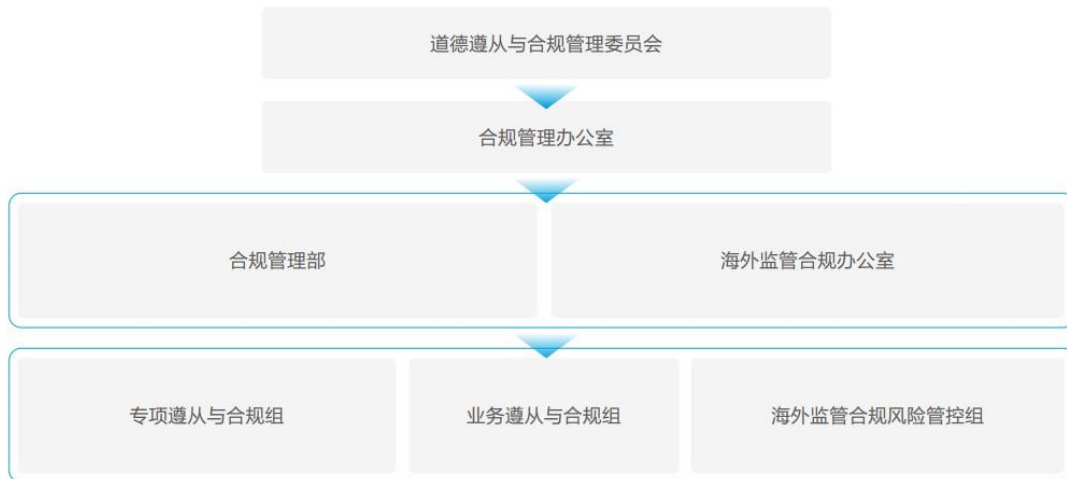 道德遵从与合规管理委员会
合规管理办公室
合规管理部
海外监管合规办公室
专项遵从与合规组
业务遵从与合规组
海外监管合规风险管控组